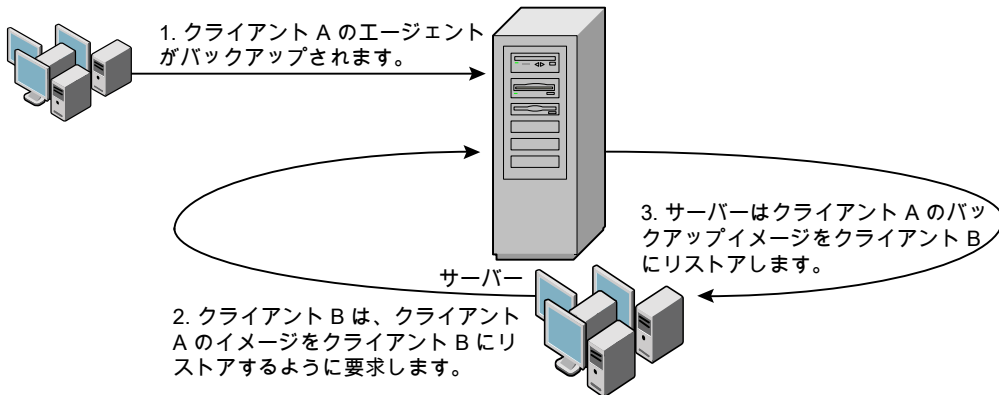 1. クライアント A のエージェント
がバックアップされます。
サーバー
2. クライアント B は、クライアント
A のイメージをクライアント B にリ
ストアするように要求します。
3. サーバーはクライアント A のバッ
クアップイメージをクライアント B
にリストアします。